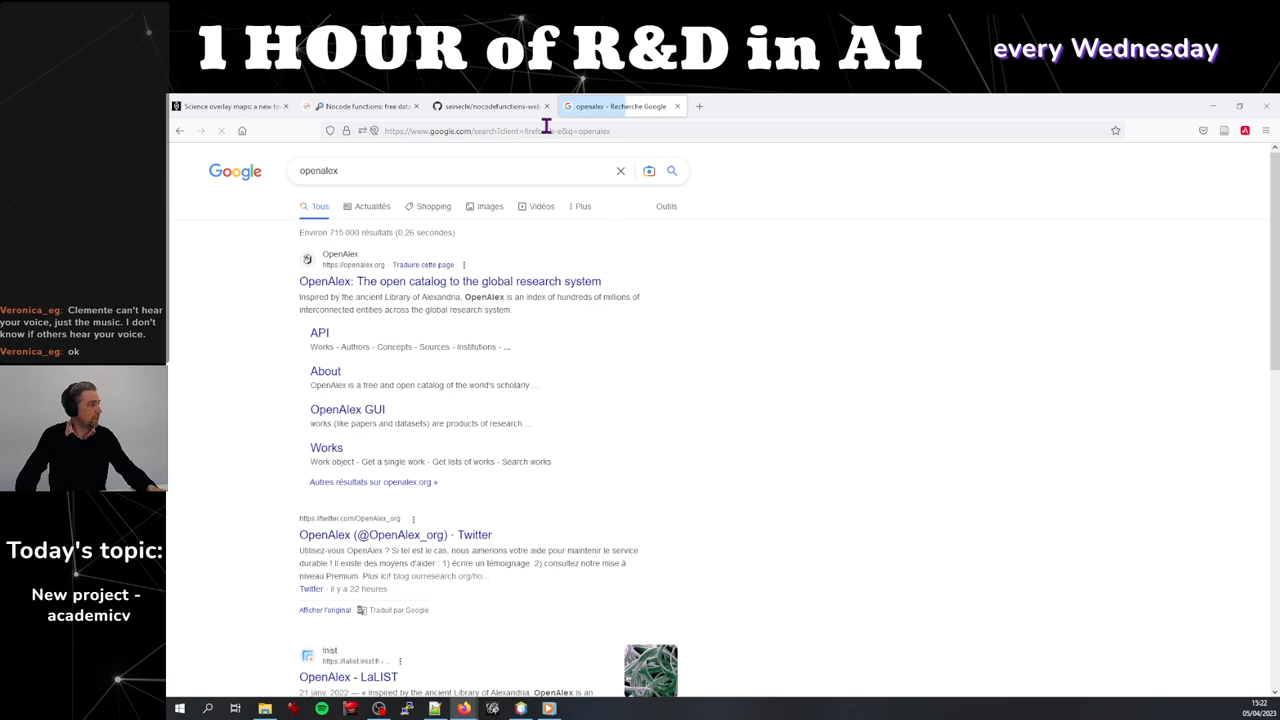 1 HOUR of R&D in AI
every Wednesday
Science overlay maps: a new to
Nocode functions: free dat
seinecle/nocodefunctions-web
openalex - Recherche Google
https://www.google.com/search?client=firefox-b-e&q=openalex
Google
openalex
Tous
Actualités
Shopping
Images
Vidéos
Plus
Outils
Environ 715 000 résultats (0,26 secondes)
OpenAlex
https://openalex.org
Traduire cette page
OpenAlex: The open catalog to the global research system
Inspired by the ancient Library of Alexandria, OpenAlex is an index of hundreds of millions of
interconnected entities across the global research system.
API
Works - Authors - Concepts - Sources - Institutions - ...
About
OpenAlex is a free and open catalog of the world's scholarly ...
OpenAlex GUI
works (like papers and datasets) are products of research ...
Works
Work object - Get a single work - Get lists of works - Search works
Autres résultats sur openalex.org »
https://twitter.com/OpenAlex_org
OpenAlex (@OpenAlex_org) · Twitter
Utilisez-vous OpenAlex ? Si tel est le cas, nous aimerions votre aide pour maintenir le service
durable ! Il existe des moyens d'aider : 1) écrire un témoignage. 2) consultez notre mise à
niveau Premium. Plus ici! blog.ourresearch.org/ho...
Twitter · il y a 22 heures
Afficher l'original · Traduit par Google
Inist
https://lalist.inist.fr › ...
OpenAlex - LaLIST
21 janv. 2022 — « Inspired by the ancient Library of Alexandria, OpenAlex is an
Veronica_eg: Clemente can't hear
your voice, just the music. I don't
know if others hear your voice.
Veronica_eg: ok
Today's topic:
New project -
academicv
15:22
05/04/2023